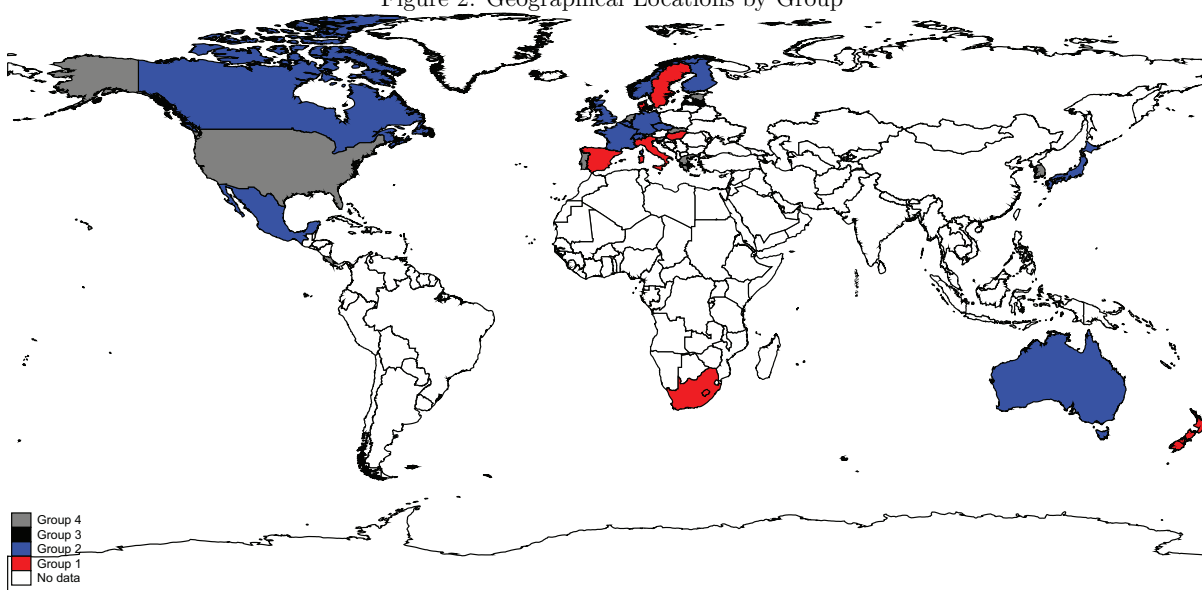 Figure 2: Geographical Locations by Group
Group 4
Group 3
Group 2
Group 1
No data